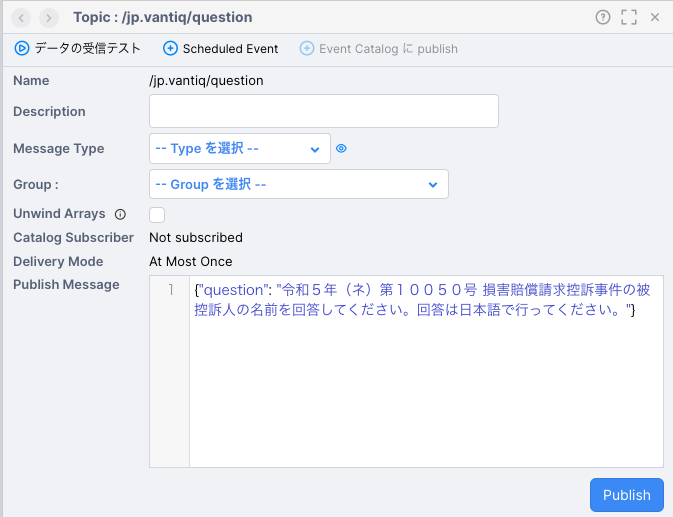 Topic : /jp.vantiq/question
データの受信テスト Scheduled Event Event Catalog に publish
Name /jp.vantiq/question
Description
Message Type -- Type を選択 --
Group : -- Group を選択 --
Unwind Arrays
Catalog Subscriber Not subscribed
Delivery Mode At Most Once
Publish Message
1 {"question": "令和５年（ネ）第１００５０号 損害賠償請求控訴事件の被
控訴人の名前を回答してください。回答は日本語で行ってください。"}
Publish